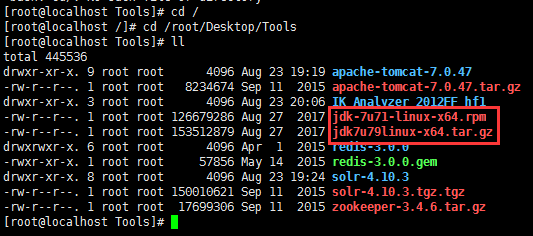 [root@localhost Tools]# cd /
[root@localhost /]# cd /root/Desktop/Tools
[root@localhost Tools]# ll
total 445536
drwxr-xr-x. 9 root root 4096 Aug 23 19:19 apache-tomcat-7.0.47
-rw-r--r--. 1 root root 8234674 Sep 11 2015 apache-tomcat-7.0.47.tar.gz
drwxr-xr-x. 3 root root 4096 Aug 23 20:06 IK Analyzer 2012FF_hf1
-rw-r--r--. 1 root root 126679286 Aug 27 2017 jdk-7u71-linux-x64.rpm
-rw-r--r--. 1 root root 153512879 Aug 27 2017 jdk7u79linux-x64.tar.gz
drwxrwxr-x. 6 root root 4096 Apr 1 2015 redis-3.0.0
-rw-r--r--. 1 root root 57856 May 14 2015 redis-3.0.0.gem
drwxr-xr-x. 8 root root 4096 Aug 23 19:24 solr-4.10.3
-rw-r--r--. 1 root root 150010621 Sep 11 2015 solr-4.10.3.tgz.tgz
-rw-r--r--. 1 root root 17699306 Sep 11 2015 zookeeper-3.4.6.tar.gz
[root@localhost Tools]#